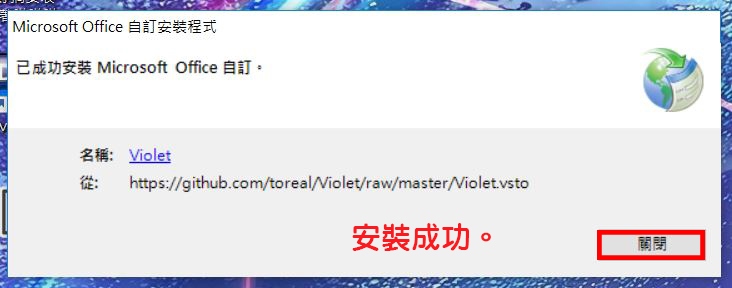 Microsoft Office 自訂安裝程式
已成功安裝 Microsoft Office 自訂。
名稱: Violet
從: https://github.com/toreal/Violet/raw/master/Violet.vsto
安裝成功。
關閉